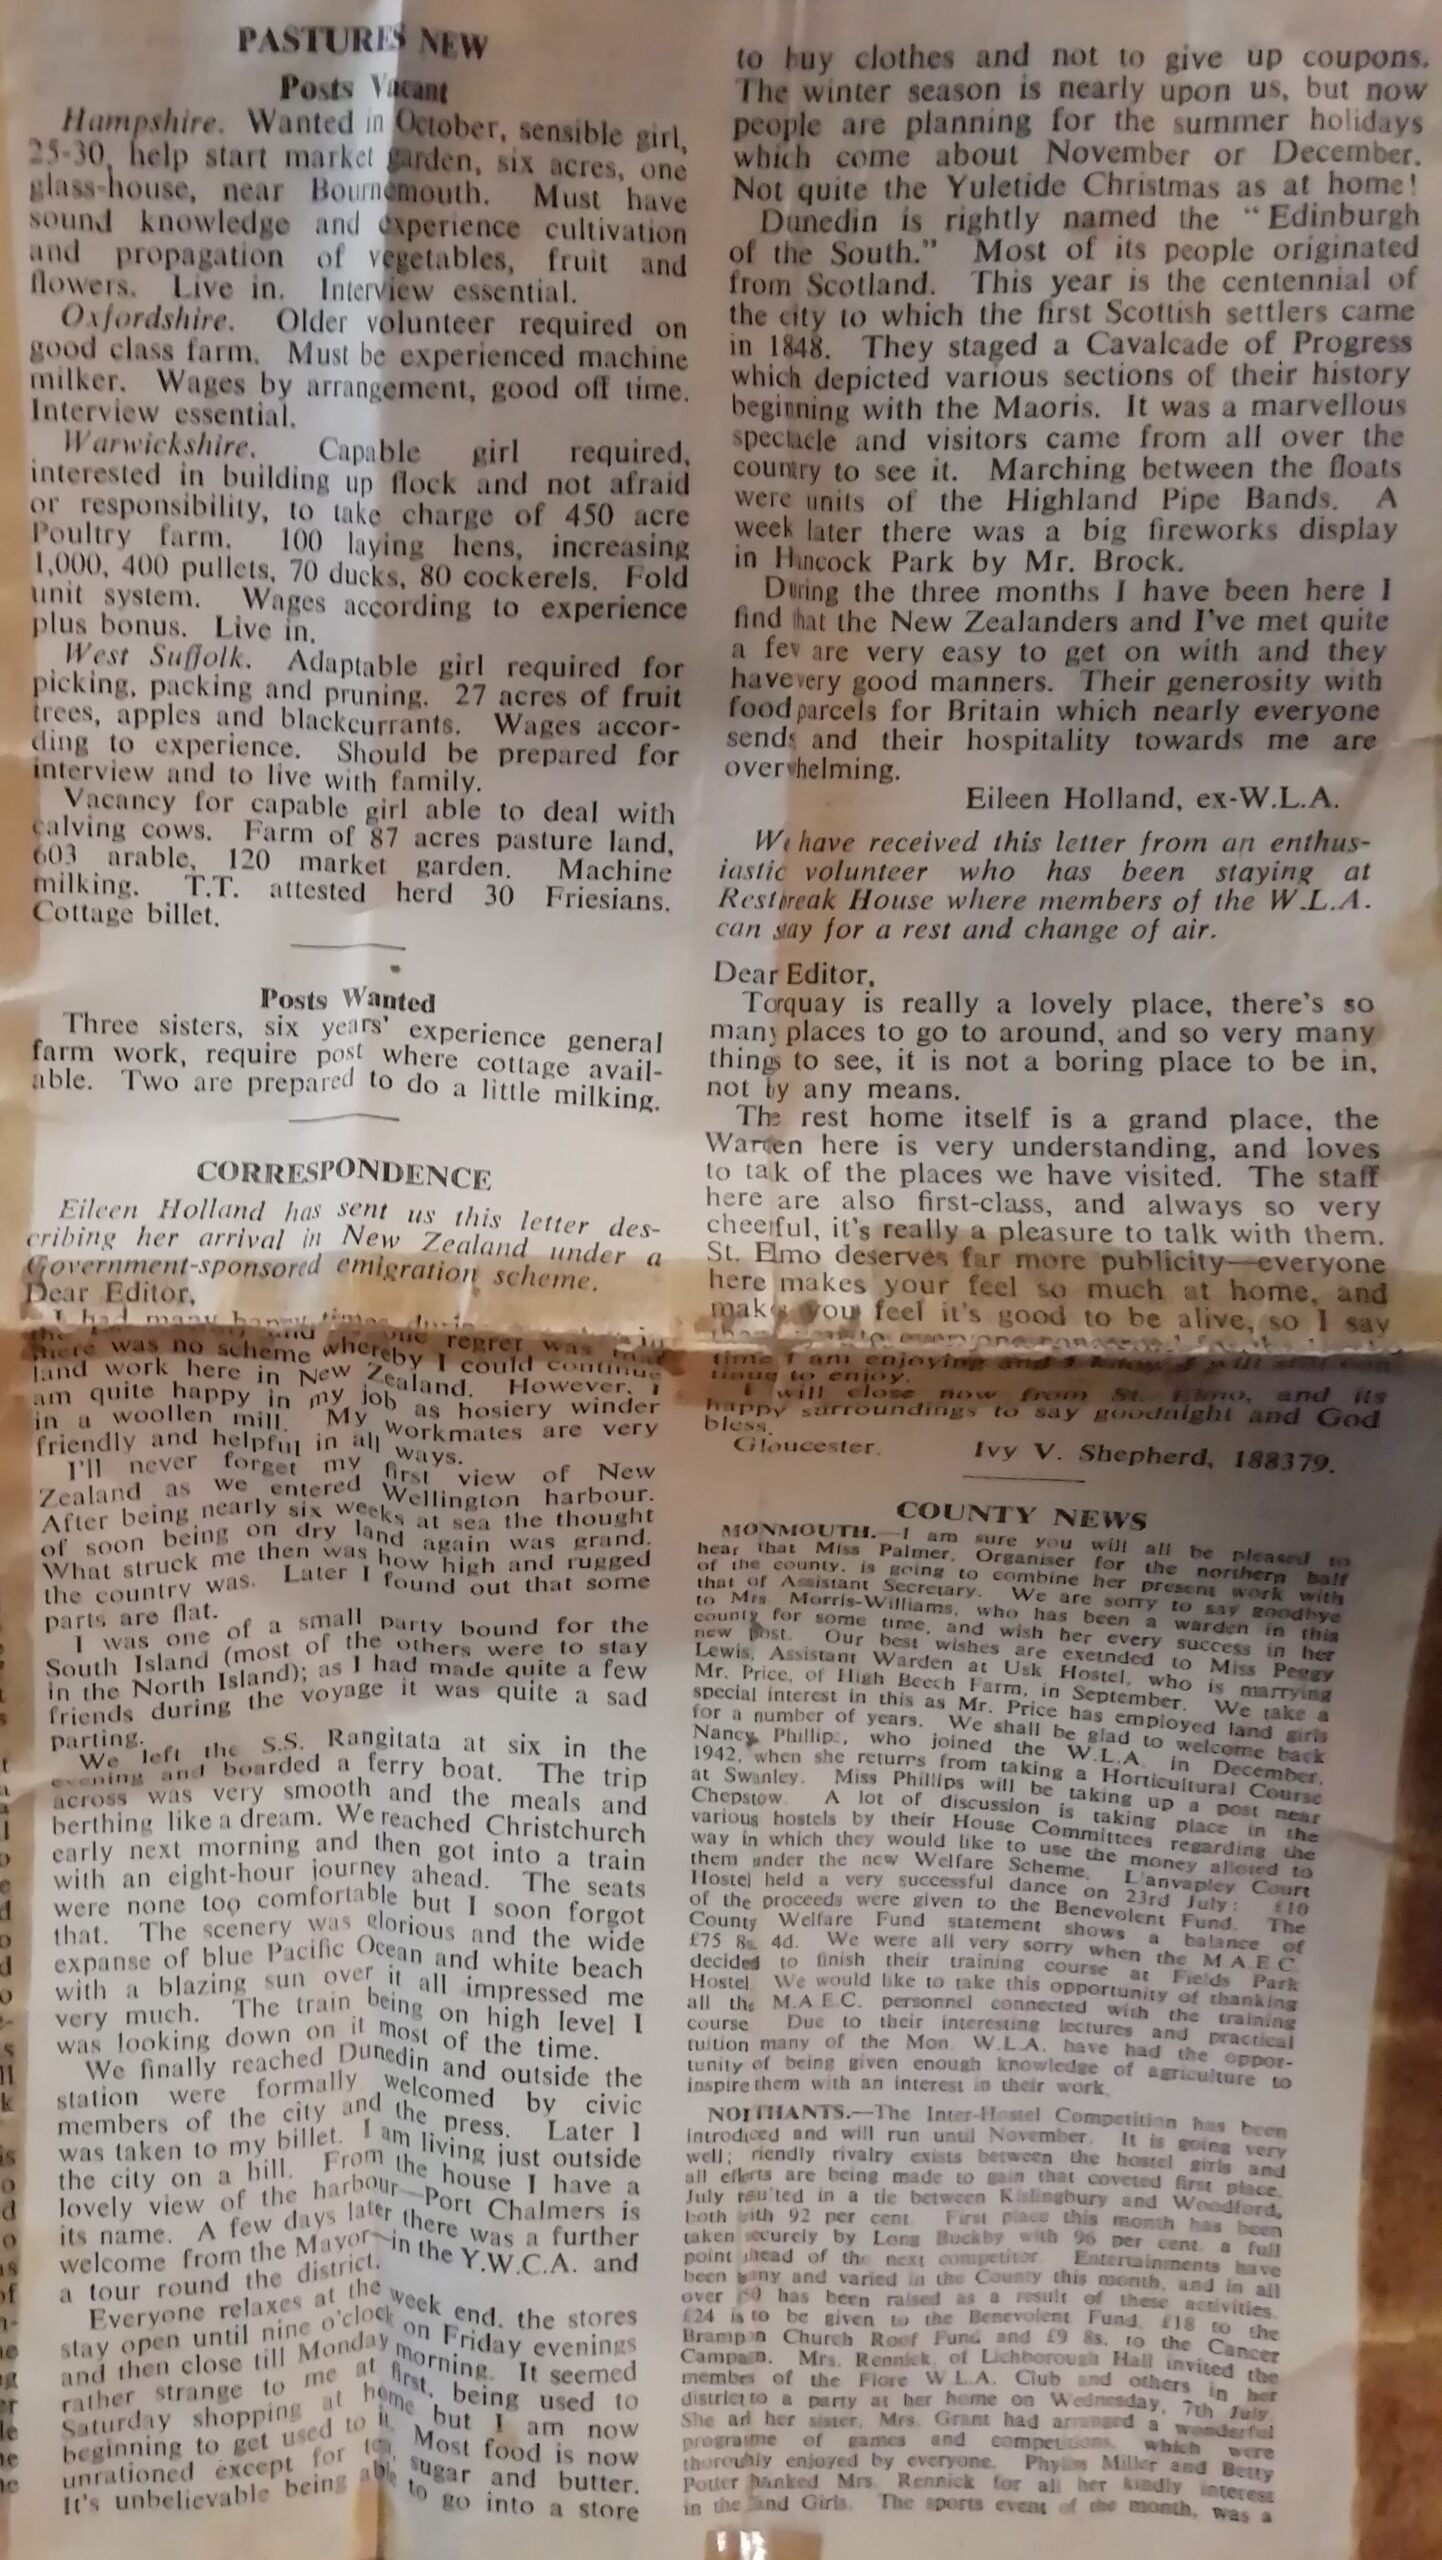 PASTURES NEW
Posts Vacant
Hampshire. Wanted in October, sensible girl,
25-30, help start market garden, six acres, one
glass-house, near Bournemouth. Must have
sound knowledge and experience cultivation
and propagation of vegetables, fruit and
flowers. Live in. Interview essential.
Oxfordshire. Older volunteer required on
good class farm. Must be experienced machine
milker. Wages by arrangement, good off time.
Interview essential.
Warwickshire. Capable girl required,
interested in building up flock and not afraid
or responsibility, to take charge of 450 acre
Poultry farm. 100 laying hens, increasing
1,000, 400 pullets, 70 ducks, 80 cockerels. Fold
unit system. Wages according to experience
plus bonus. Live in.
West Suffolk. Adaptable girl required for
picking, packing and pruning. 27 acres of fruit
trees, apples and blackcurrants. Wages accor-
ding to experience. Should be prepared for
interview and to live with family.
Vacancy for capable girl able to deal with
calving cows. Farm of 87 acres pasture land,
603 arable, 120 market garden. Machine
milking. T.T. attested herd 30 Friesians.
Cottage billet.
Posts Wanted
Three sisters, six years' experience general
farm work, require post where cottage avail-
able. Two are prepared to do a little milking.
CORRESPONDENCE
Eileen Holland has sent us this letter des-
cribing her arrival in New Zealand under a
Government-sponsored emigration scheme.
Dear Editor,
I had many happy times
one regret was that
there was no scheme whereby I could continue
land work here in New Zealand. However, I
am quite happy in my job as hosiery winder
in a woollen mill. My workmates are very
friendly and helpful in all ways.
I'll never forget my first view of New
Zealand as we entered Wellington harbour.
After being nearly six weeks at sea the thought
of soon being on dry land again was grand.
What struck me then was how high and rugged
the country was. Later I found out that some
parts are flat.
I was one of a small party bound for the
South Island (most of the others were to stay
in the North Island); as I had made quite a few
friends during the voyage it was quite a sad
parting.
We left the S.S. Rangitata at six in the
evening and boarded a ferry boat. The trip
across was very smooth and the meals and
berthing like a dream. We reached Christchurch
early next morning and then got into a train
with an eight-hour journey ahead. The seats
were none too comfortable but I soon forgot
that. The scenery was glorious and the wide
expanse of blue Pacific Ocean and white beach
with a blazing sun over it all impressed me
very much. The train being on high level I
was looking down on it most of the time.
We finally reached Dunedin and outside the
station were formally welcomed by civic
members of the city and the press. Later I
was taken to my billet. I am living just outside
the city on a hill. From the house I have a
lovely view of the harbour—Port Chalmers is
its name. A few days later there was a further
welcome from the Mayor—in the Y.W.C.A. and
a tour round the district.
Everyone relaxes at the week end, the stores
stay open until nine o'clock on Friday evenings
and then close till Monday morning. It seemed
rather strange to me at first, being used to
Saturday shopping at home but I am now
beginning to get used to it. Most food is now
unrationed except for tea, sugar and butter.
It's unbelievable being able to go into a store
to buy clothes and not to give up coupons.
The winter season is nearly upon us, but now
people are planning for the summer holidays
which come about November or December.
Not quite the Yuletide Christmas as at home!
Dunedin is rightly named the "Edinburgh
of the South." Most of its people originated
from Scotland. This year is the centennial of
the city to which the first Scottish settlers came
in 1848. They staged a Cavalcade of Progress
which depicted various sections of their history
beginning with the Maoris. It was a marvellous
spectacle and visitors came from all over the
country to see it. Marching between the floats
were units of the Highland Pipe Bands. A
week later there was a big fireworks display
in Hancock Park by Mr. Brock.
During the three months I have been here I
find that the New Zealanders and I've met quite
a few are very easy to get on with and they
have very good manners. Their generosity with
food parcels for Britain which nearly everyone
sends and their hospitality towards me are
overwhelming.
Eileen Holland, ex-W.L.A.
We have received this letter from an enthus-
iastic volunteer who has been staying at
Restbreak House where members of the W.L.A.
can stay for a rest and change of air.
Dear Editor,
Torquay is really a lovely place, there's so
many places to go to around, and so very many
things to see, it is not a boring place to be in,
not by any means.
The rest home itself is a grand place, the
Warden here is very understanding, and loves
to talk of the places we have visited. The staff
here are also first-class, and always so very
cheerful, it's really a pleasure to talk with them.
St. Elmo deserves far more publicity—everyone
here makes your feel so much at home, and
makes you feel it's good to be alive, so I say
to everyone concerned for the
time I am enjoying and I know I will still con-
tinue to enjoy.
I will close now from St. Elmo, and its
happy surroundings to say goodnight and God
bless.
Gloucester. Ivy V. Shepherd, 188379.
COUNTY NEWS
MONMOUTH.—I am sure you will all be pleased to
hear that Miss Palmer, Organiser for the northern half
of the county, is going to combine her present work with
that of Assistant Secretary. We are sorry to say goodbye
to Mrs. Morris-Williams, who has been a warden in this
county for some time, and wish her every success in her
new post. Our best wishes are exetnded to Miss Peggy
Lewis, Assistant Warden at Usk Hostel, who is marrying
Mr. Price, of High Beech Farm, in September. We take a
special interest in this as Mr. Price has employed land girls
for a number of years. We shall be glad to welcome back
Nancy Phillips, who joined the W.L.A. in December,
1942, when she returns from taking a Horticultural Course
at Swanley. Miss Phillips will be taking up a post near
Chepstow. A lot of discussion is taking place in the
various hostels by their House Committees regarding the
way in which they would like to use the money alloted to
them under the new Welfare Scheme. L'anvapley Court
Hostel held a very successful dance on 23rd July; £10
of the proceeds were given to the Benevolent Fund. The
County Welfare Fund statement shows a balance of
£75 8s. 4d. We were all very sorry when the M.A.E.C.
decided to finish their training course at Fields Park
Hostel. We would like to take this opportunity of thanking
all the M.A.E.C. personnel connected with the training
course. Due to their interesting lectures and practical
tuition many of the Mon. W.L.A. have had the oppor-
tunity of being given enough knowledge of agriculture to
inspire them with an interest in their work.
NORTHANTS.—The Inter-Hostel Competition has been
introduced and will run until November. It is going very
well; friendly rivalry exists between the hostel girls and
all efforts are being made to gain that coveted first place.
July resulted in a tie between Kislingbury and Woodford,
both with 92 per cent. First place this month has been
taken securely by Long Buckby with 96 per cent. a full
point ahead of the next competitor. Entertainments have
been many and varied in the County this month, and in all
over has been raised as a result of these activities.
£24 is to be given to the Benevolent Fund, £18 to the
Brampton Church Roof Fund and £9 8s. to the Cancer
Campaign. Mrs. Rennick, of Lichborough Hall invited the
members of the Flore W.L.A. Club and others in her
district to a party at her home on Wednesday, 7th July.
She and her sister, Mrs. Grant had arranged a wonderful
programme of games and competitions, which were
thoroughly enjoyed by everyone. Phyliss Miller and Betty
Potter thanked Mrs. Rennick for all her kindly interest
in the Land Girls. The sports event of the month, was a